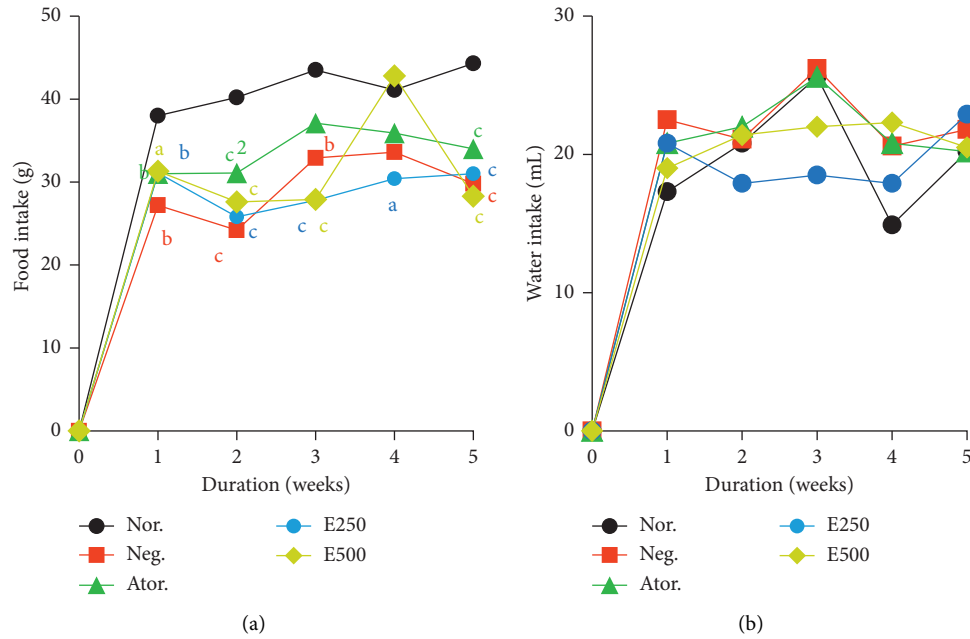 50
40
30
20
10
0
Food intake (g)
a
b
b
b
2
c
c
c
b
c
c
c
a
c
c
c
c
0 1 2 3 4 5
Duration (weeks)
Nor.
Neg.
Ator.
E250
E500
(a)
30
20
10
0
Water intake (mL)
0 1 2 3 4 5
Duration (weeks)
Nor.
Neg.
Ator.
E250
E500
(b)